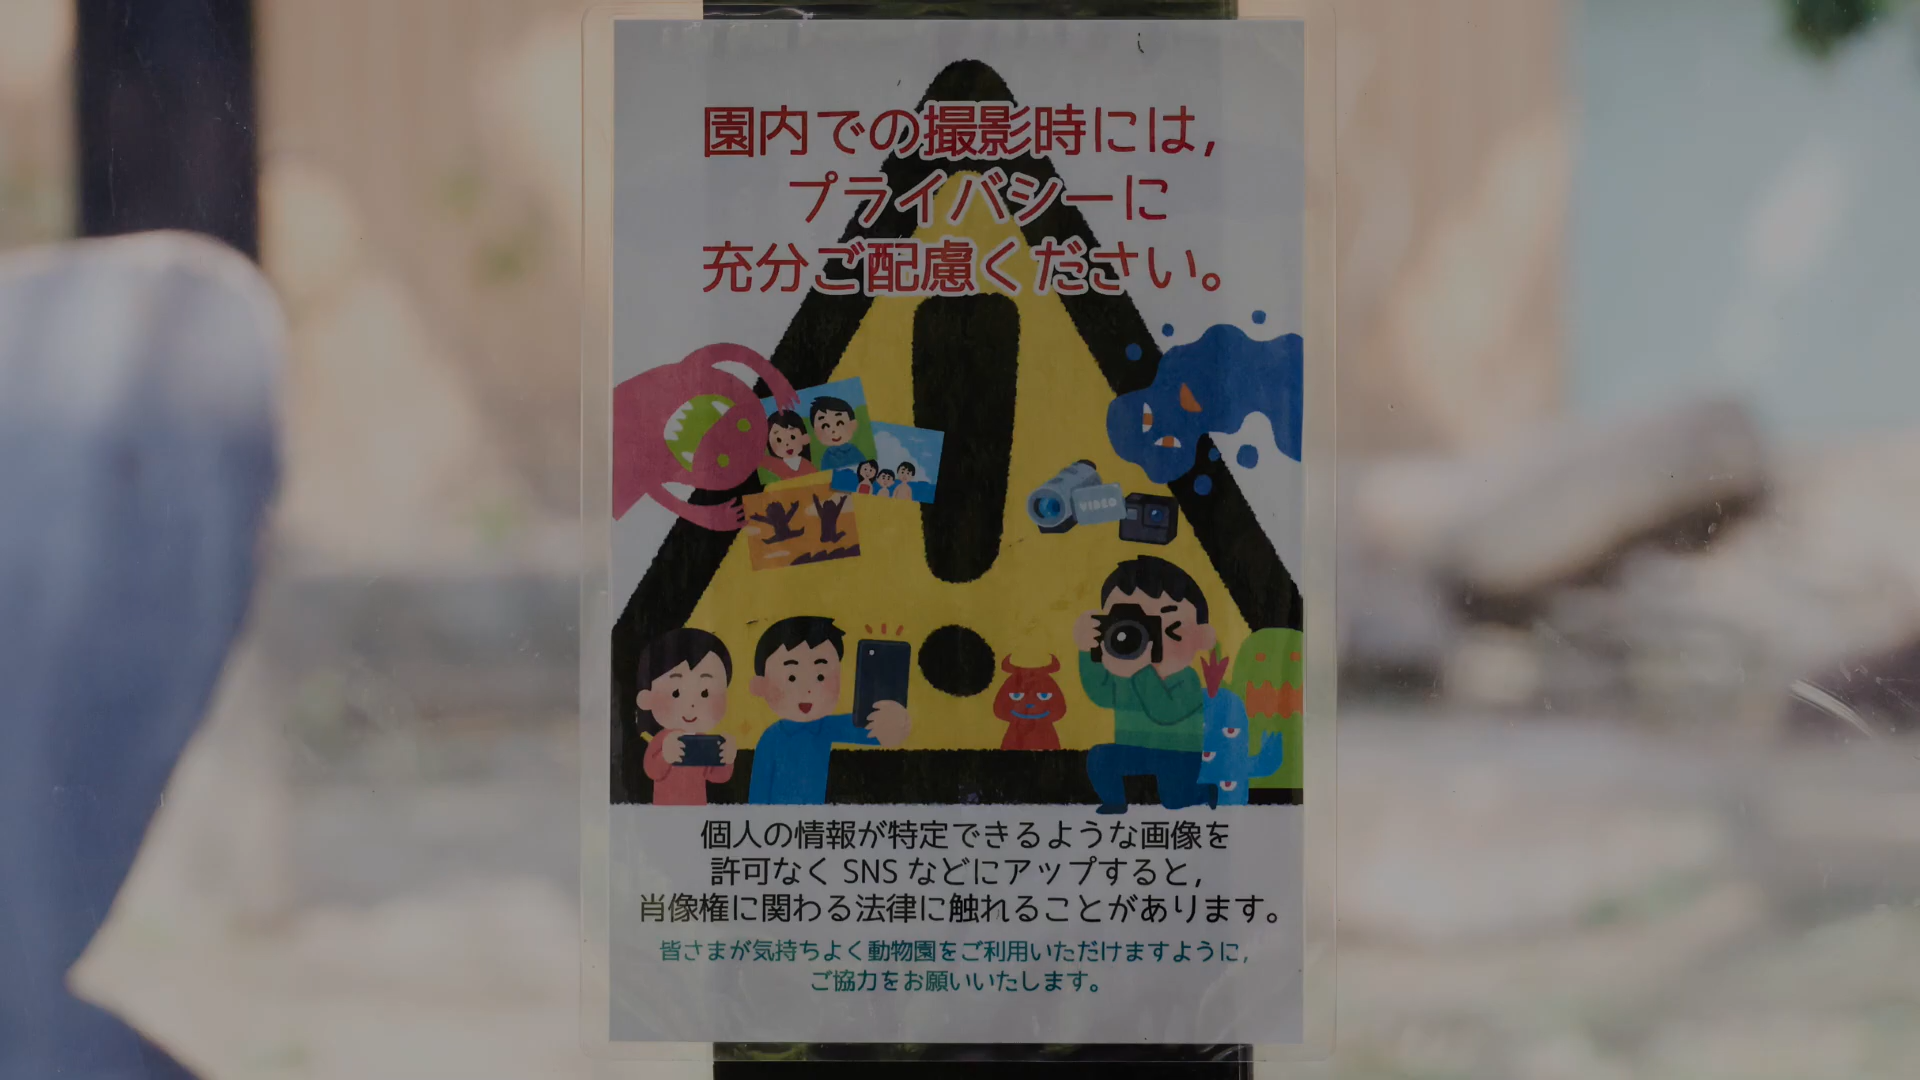 園内での撮影時には,
プライバシーに
充分ご配慮ください。
VIDEO
個人の情報が特定できるような画像を
許可なく SNS などにアップすると,
肖像権に関わる法律に触れることがあります。
皆さまが気持ちよく動物園をご利用いただけますように,
ご協力をお願いいたします。